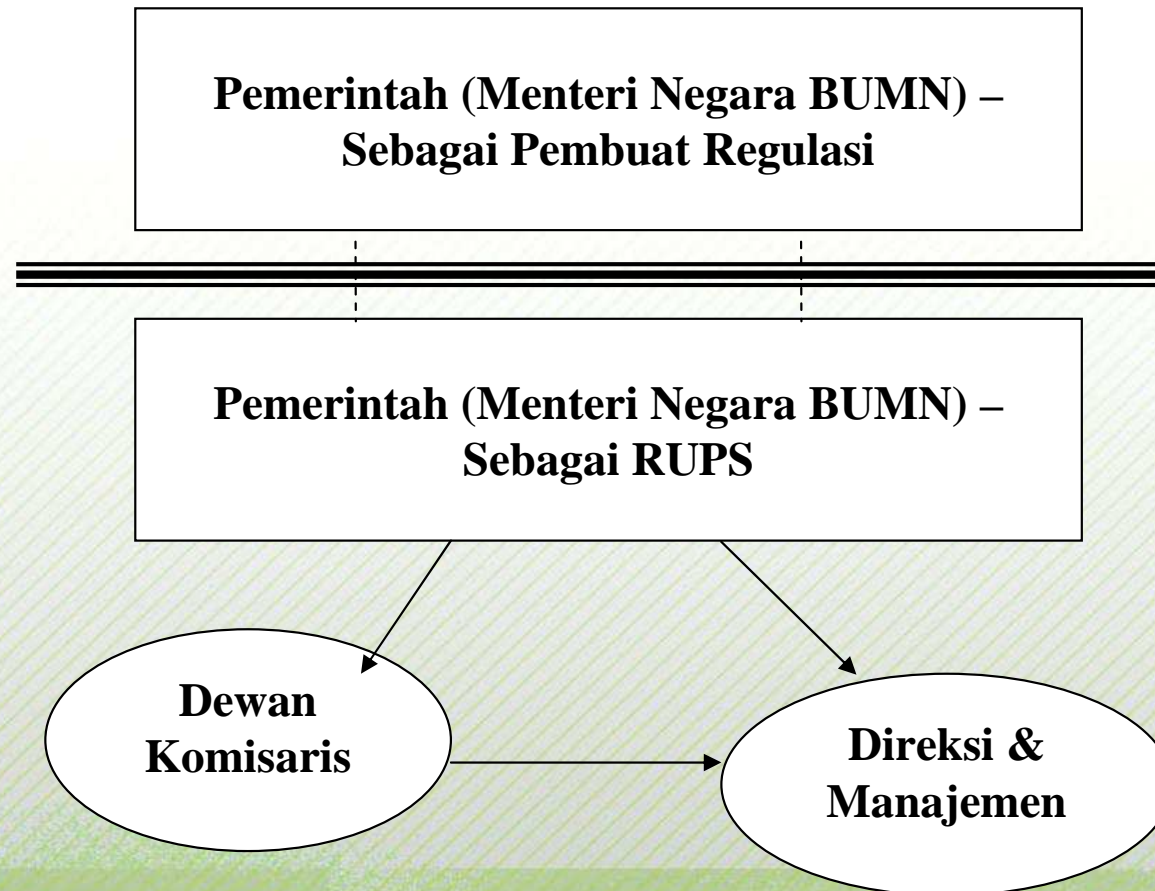 Pemerintah (Menteri Negara BUMN) –
Sebagai Pembuat Regulasi
Pemerintah (Menteri Negara BUMN) –
Sebagai RUPS
Dewan
Komisaris
Direksi &
Manajemen